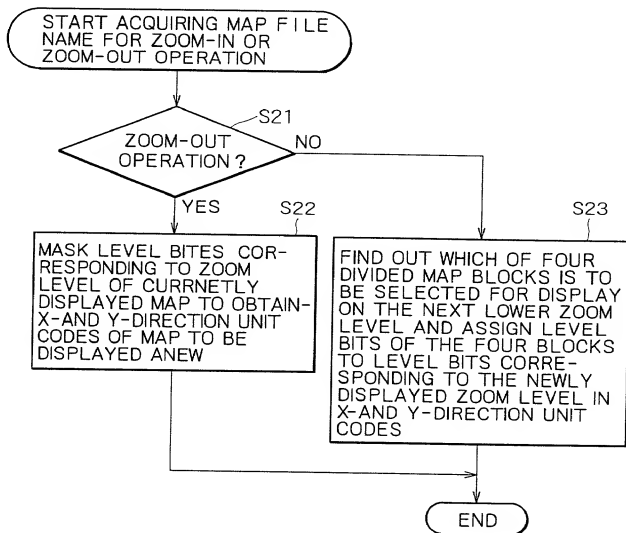 START ACQUIRING MAP FILE
NAME FOR ZOOM-IN OR
ZOOM-OUT OPERATION
S21
ZOOM-OUT
OPERATION?
NO
YES
S22
MASK LEVEL BITES COR-
RESPONDING TO ZOOM
LEVEL OF CURRNETLY
DISPLAYED MAP TO OBTAIN-
X-AND Y-DIRECTION UNIT
CODES OF MAP TO BE
DISPLAYED ANEW
S23
FIND OUT WHICH OF FOUR
DIVIDED MAP BLOCKS IS TO
BE SELECTED FOR DISPLAY
ON THE NEXT LOWER ZOOM
LEVEL AND ASSIGN LEVEL
BITS OF THE FOUR BLOCKS
TO LEVEL BITS CORRE-
SPONDING TO THE NEWLY
DISPLAYED ZOOM LEVEL IN
X-AND Y-DIRECTION UNIT
CODES
END